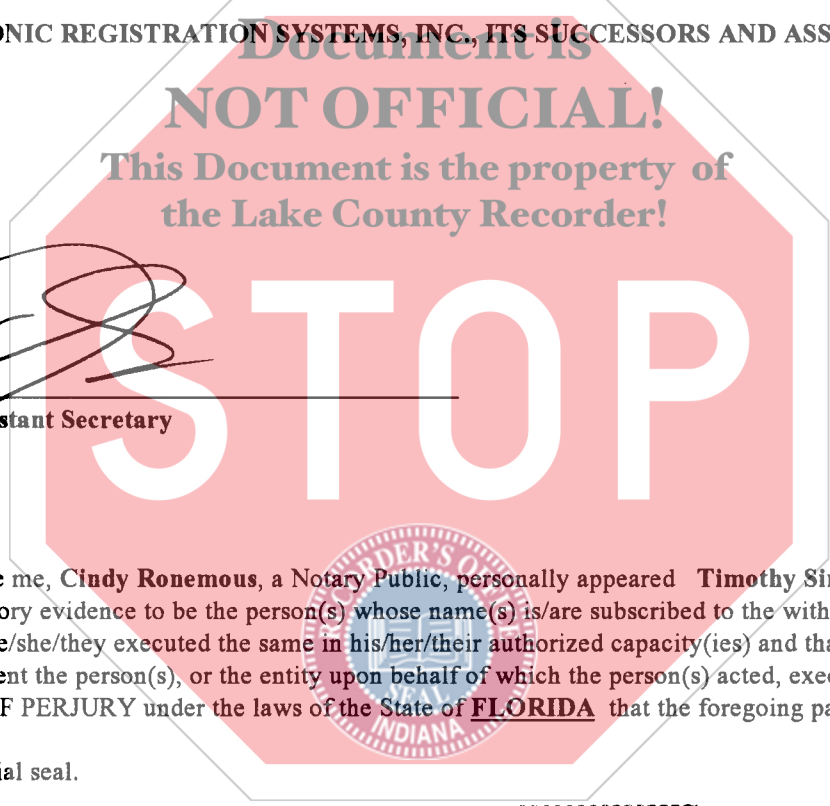 ONIC REGISTRATION SYSTEMS, INC., ITS SUCCESSORS AND ASS
Document is
NOT OFFICIAL!
This Document is the property of
the Lake County Recorder!
STOP
stant Secretary
RECORDER'S OFFICE
e me, Cindy Ronemous, a Notary Public, personally appeared Timothy Si
ory evidence to be the person(s) whose name(s) is/are subscribed to the with
e/she/they executed the same in his/her/their authorized capacity(ies) and tha
ent the person(s), or the entity upon behalf of which the person(s) acted, exec
F PERJURY under the laws of the State of FLORIDA that the foregoing pa
SEAL
INDIANA
ial seal.